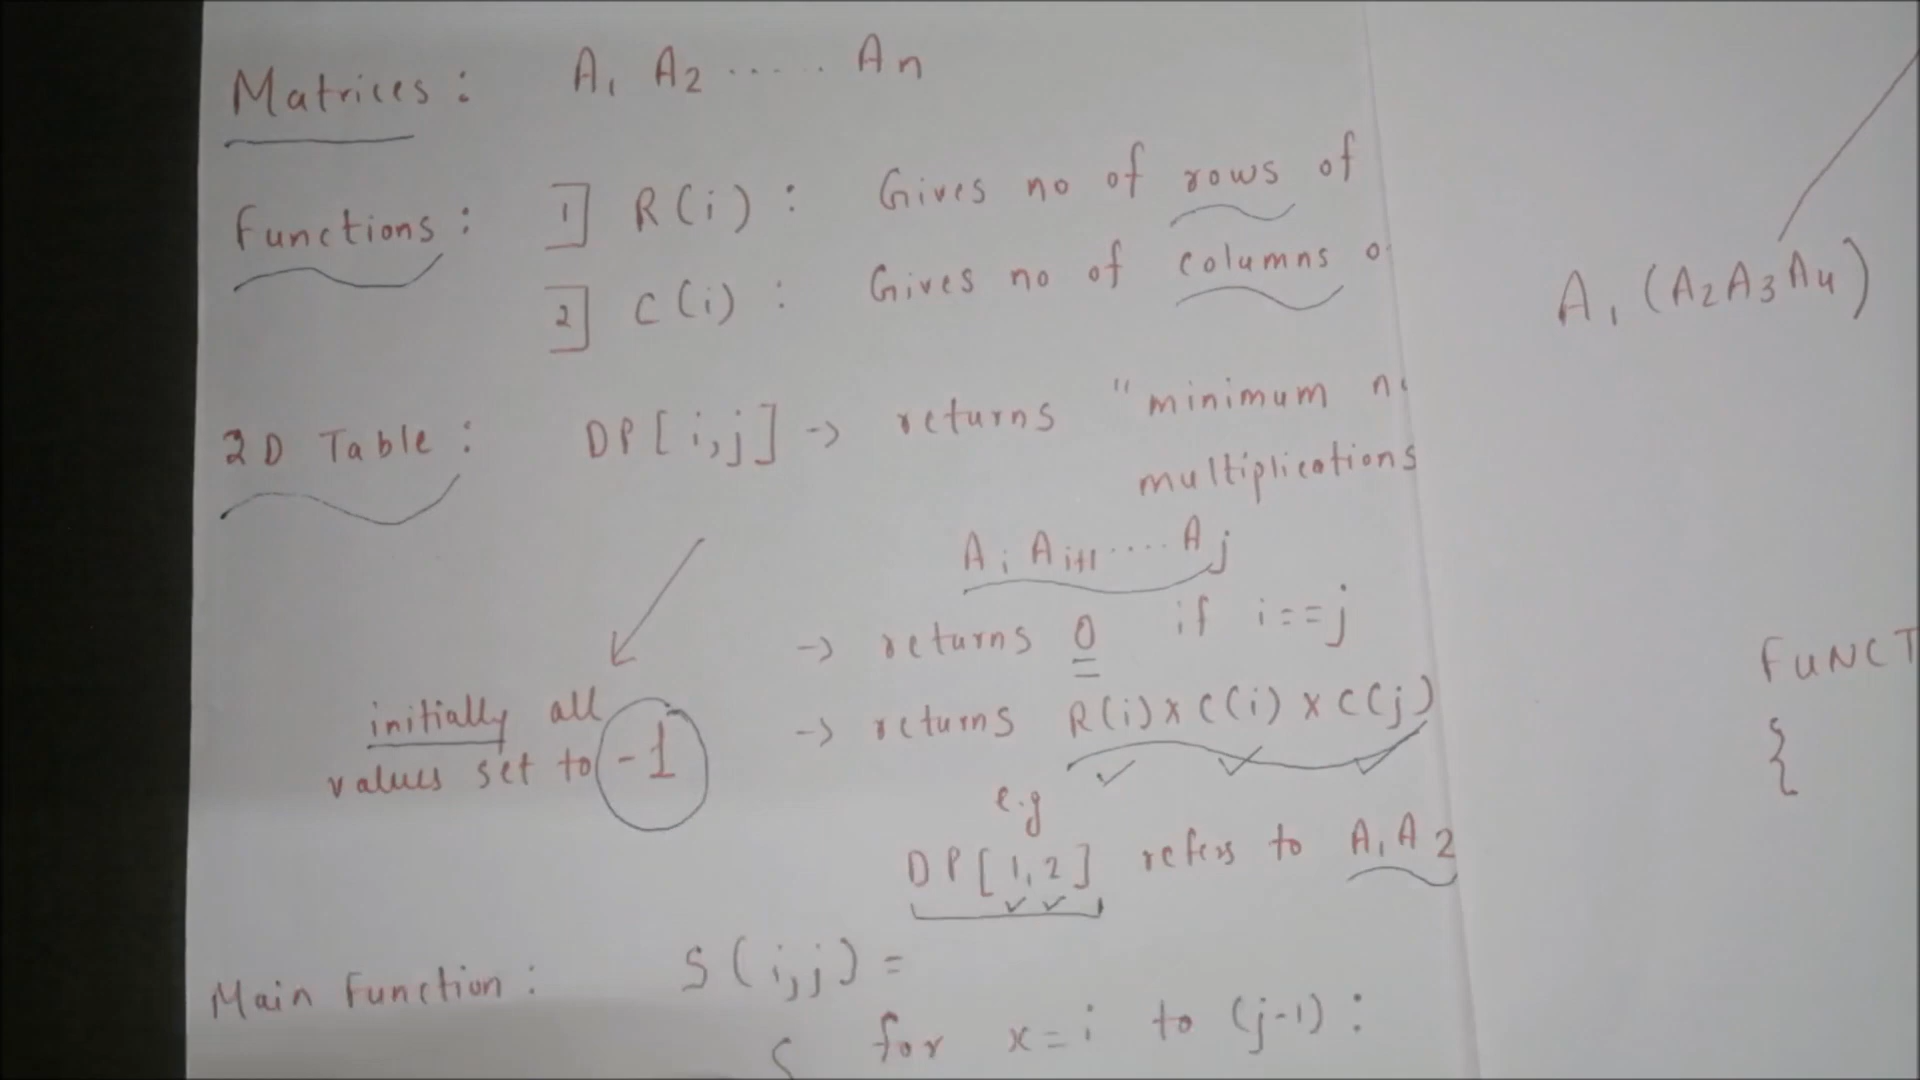 Matrices : A1 A2 ..... An
Functions : 1] R(i) : Gives no of rows of
2] C(i) : Gives no of columns
A1 (A2A3A4)
2D Table : DP[i,j] -> returns "minimum
multiplications
Ai Ai+1 .... Aj
-> returns 0 if i==j
initially all
values set to -1
-> returns R(i)x C(i) x C(j)
e.g
DP[1,2] refers to A1A2
FUNCT
{
Main Function : S(i,j) =
{ for x=i to (j-1) :